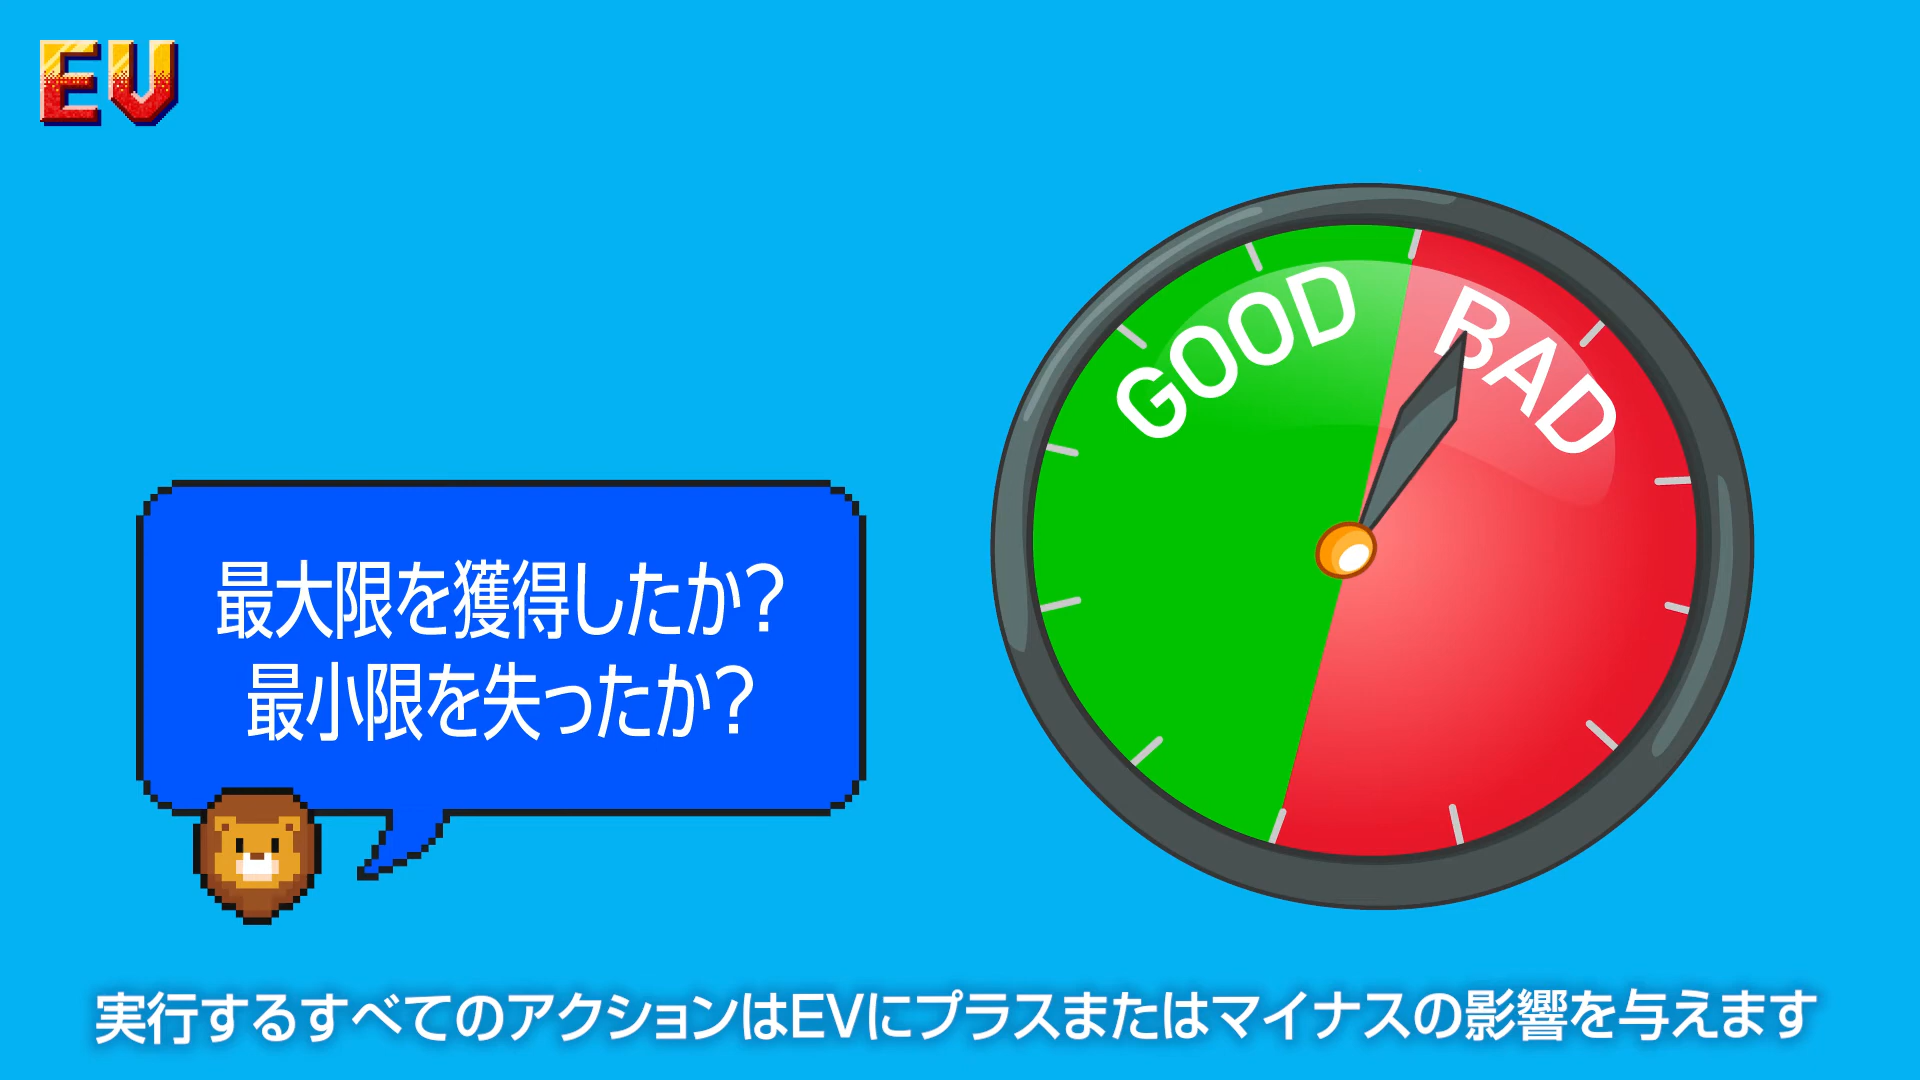 EV
GOOD
BAD
最大限を獲得したか?
最小限を失ったか?
実行するすべてのアクションはEVにプラスまたはマイナスの影響を与えます